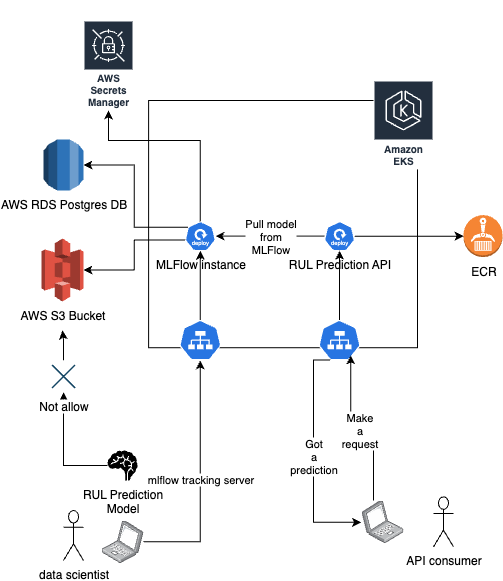 AWS
Secrets
Manager
Amazon
EKS
AWS RDS Postgres DB
deploy
MLFlow instance
Pull model
from
MLFlow
deploy
RUL Prediction API
ECR
AWS S3 Bucket
Not allow
RUL Prediction
Model
mlflow tracking server
Got
a
prediction
Make
a
request
data scientist
API consumer
K